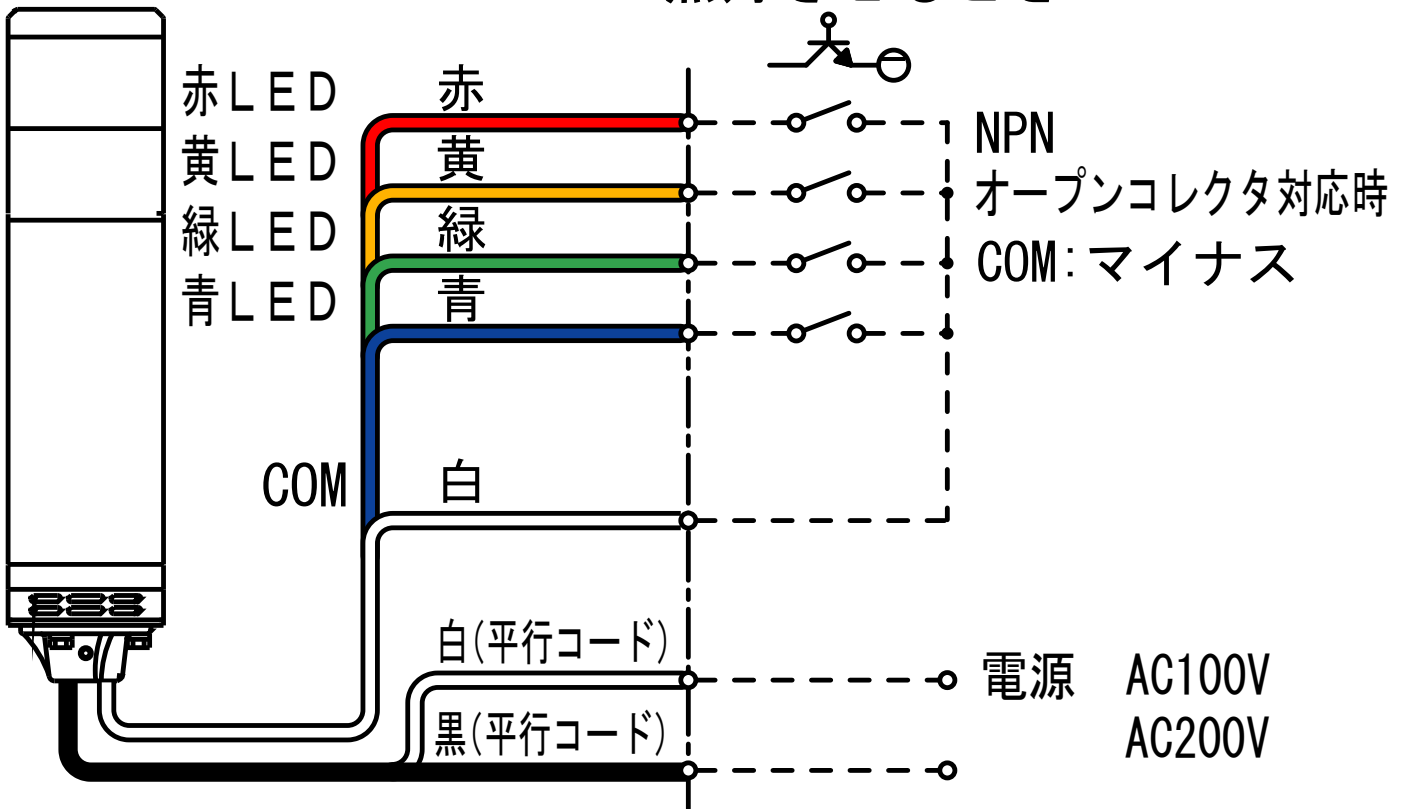 赤ＬＥＤ 赤
黄ＬＥＤ 黄
緑ＬＥＤ 緑
青ＬＥＤ 青
NPN
オープンコレクタ対応時
COM:マイナス
COM 白
白(平行コード)
黒(平行コード)
電源 AC100V
AC200V